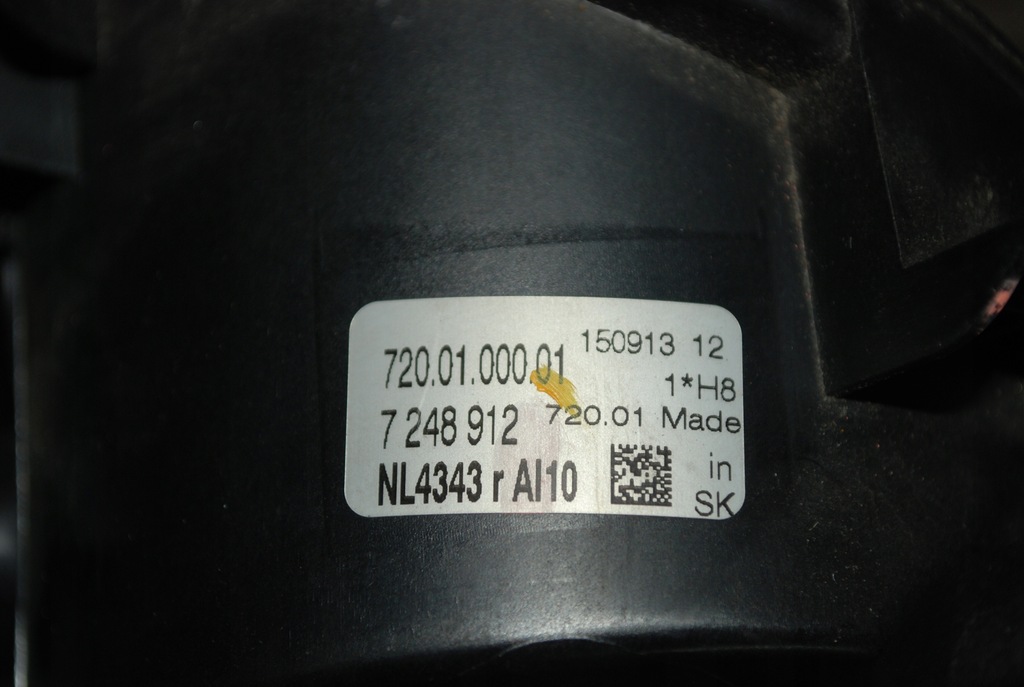 720.01.000.01 150913 12
1*H8
7 248 912 720.01 Made
NL4343 r AI10 in
SK